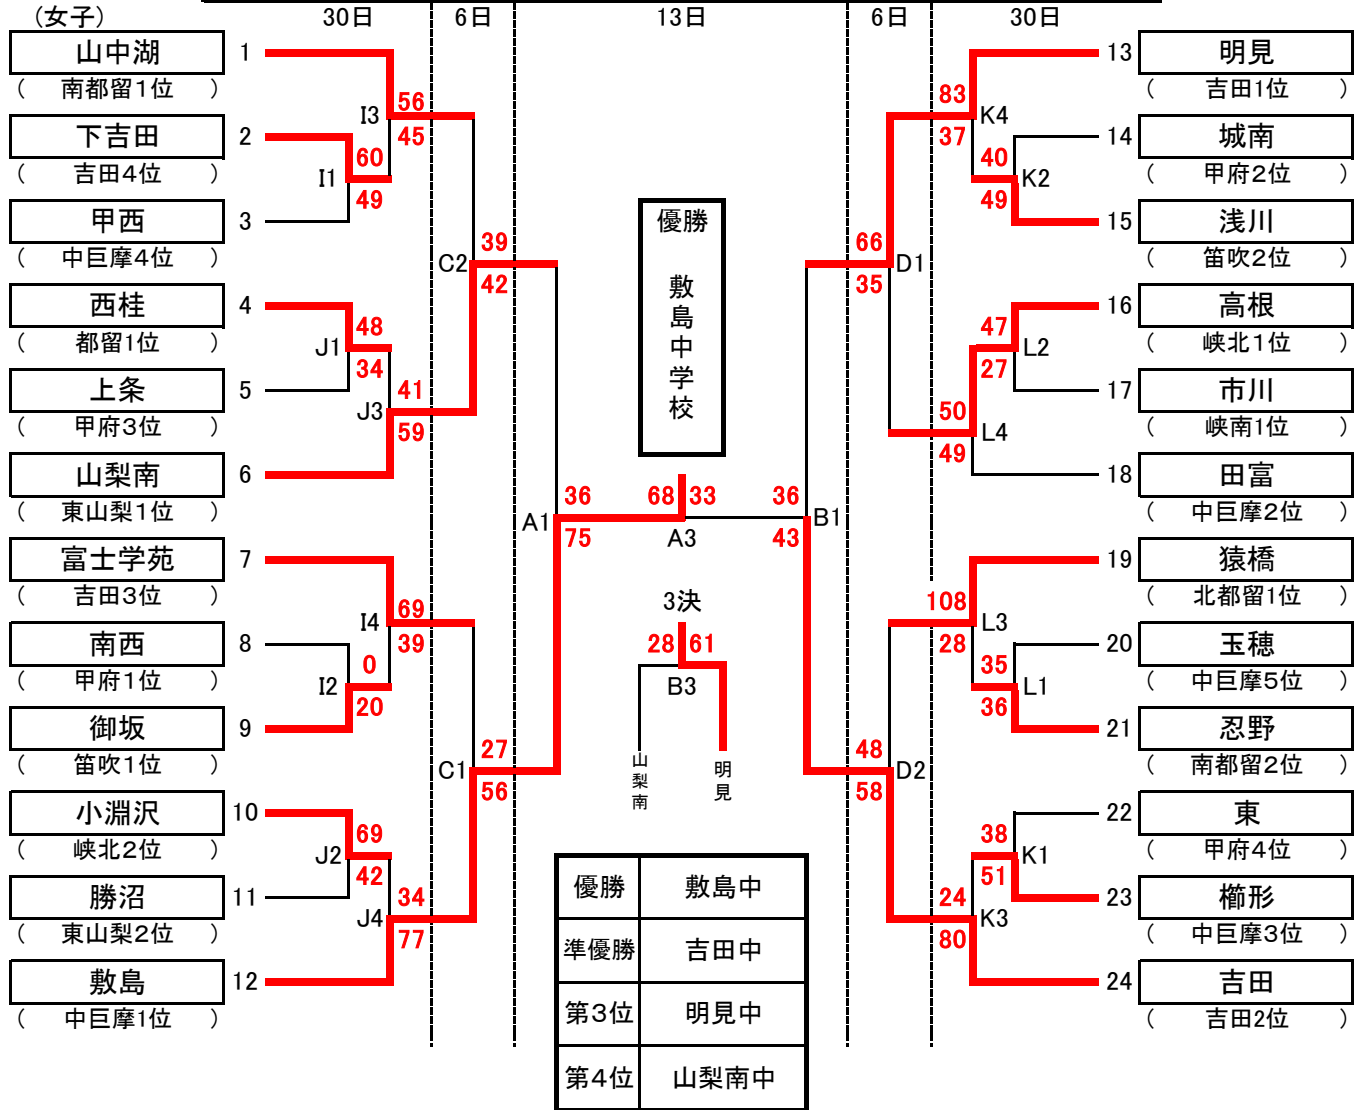 （女子）
30日
6日
13日
6日
30日
山中湖
1
（ 南都留1位 ）
下吉田
2
（ 吉田4位 ）
甲西
3
（ 中巨摩4位 ）
西桂
4
（ 都留1位 ）
上条
5
（ 甲府3位 ）
山梨南
6
（ 東山梨1位 ）
富士学苑
7
（ 吉田3位 ）
南西
8
（ 甲府1位 ）
御坂
9
（ 笛吹1位 ）
小淵沢
10
（ 峡北2位 ）
勝沼
11
（ 東山梨2位 ）
敷島
12
（ 中巨摩1位 ）
I3
56
45
I1
60
49
J1
48
34
J3
41
59
I4
69
39
I2
0
20
J2
69
42
J4
34
77
C2
39
42
C1
27
56
A1
36
75
優勝
敷島中学校
68
33
A3
3決
28
61
B3
山梨南
明見
36
43
B1
66
35
D1
48
58
D2
83
37
K4
40
49
K2
47
27
L2
50
49
L4
108
28
L3
35
36
L1
38
51
K1
24
80
K3
13
明見
（ 吉田1位 ）
14
城南
（ 甲府2位 ）
15
浅川
（ 笛吹2位 ）
16
高根
（ 峡北1位 ）
17
市川
（ 峡南1位 ）
18
田富
（ 中巨摩2位 ）
19
猿橋
（ 北都留1位 ）
20
玉穂
（ 中巨摩5位 ）
21
忍野
（ 南都留2位 ）
22
東
（ 甲府4位 ）
23
櫛形
（ 中巨摩3位 ）
24
吉田
（ 吉田2位 ）
優勝 敷島中
準優勝 吉田中
第3位 明見中
第4位 山梨南中